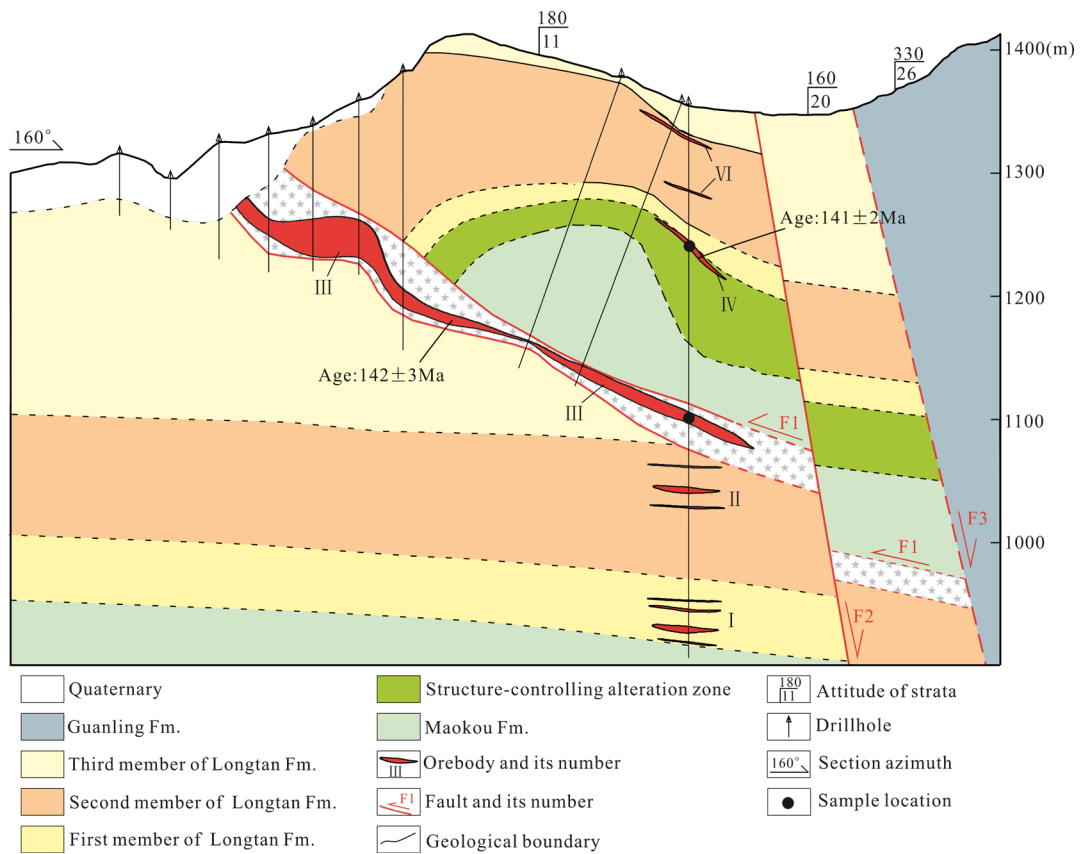 180
11
1400(m)
330
26
160
20
160°
1300
VI
Age:141±2Ma
III
IV
1200
Age:142±3Ma
III
F1
1100
II
F3
F1
1000
I
F2
Quaternary
Guanling Fm.
Third member of Longtan Fm.
Second member of Longtan Fm.
First member of Longtan Fm.
Structure-controlling alteration zone
Maokou Fm.
III
Orebody and its number
F1
Fault and its number
Geological boundary
180
11
Attitude of strata
Drillhole
160°
Section azimuth
Sample location